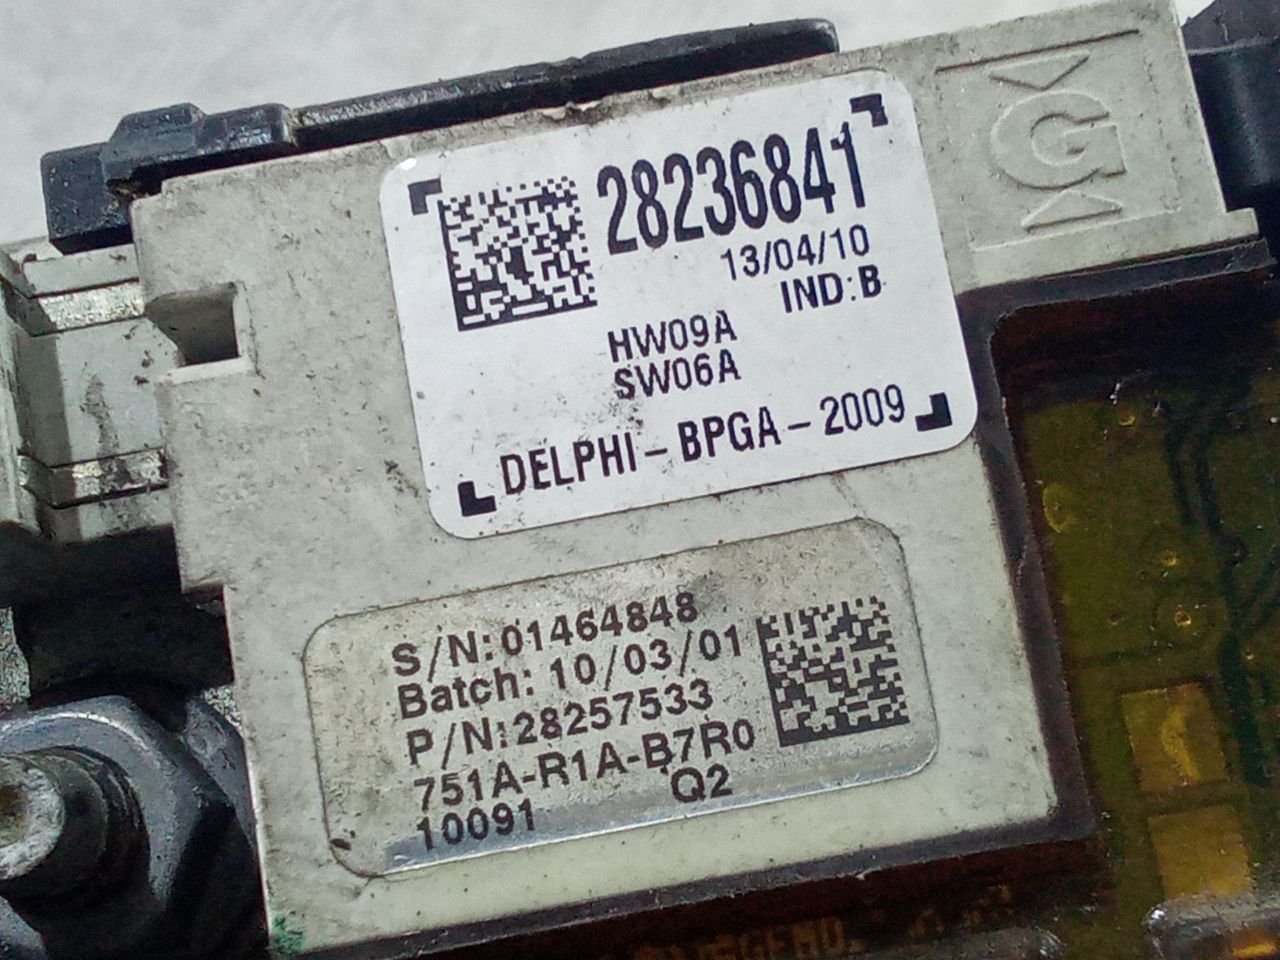 28236841
13/04/10
IND:B
HW09A
SW06A
DELPHI-BPGA-2009
G
S/N:01464848
Batch: 10/03/01
P/N:28257533
751A-R1A-B7R0
10091 Q2